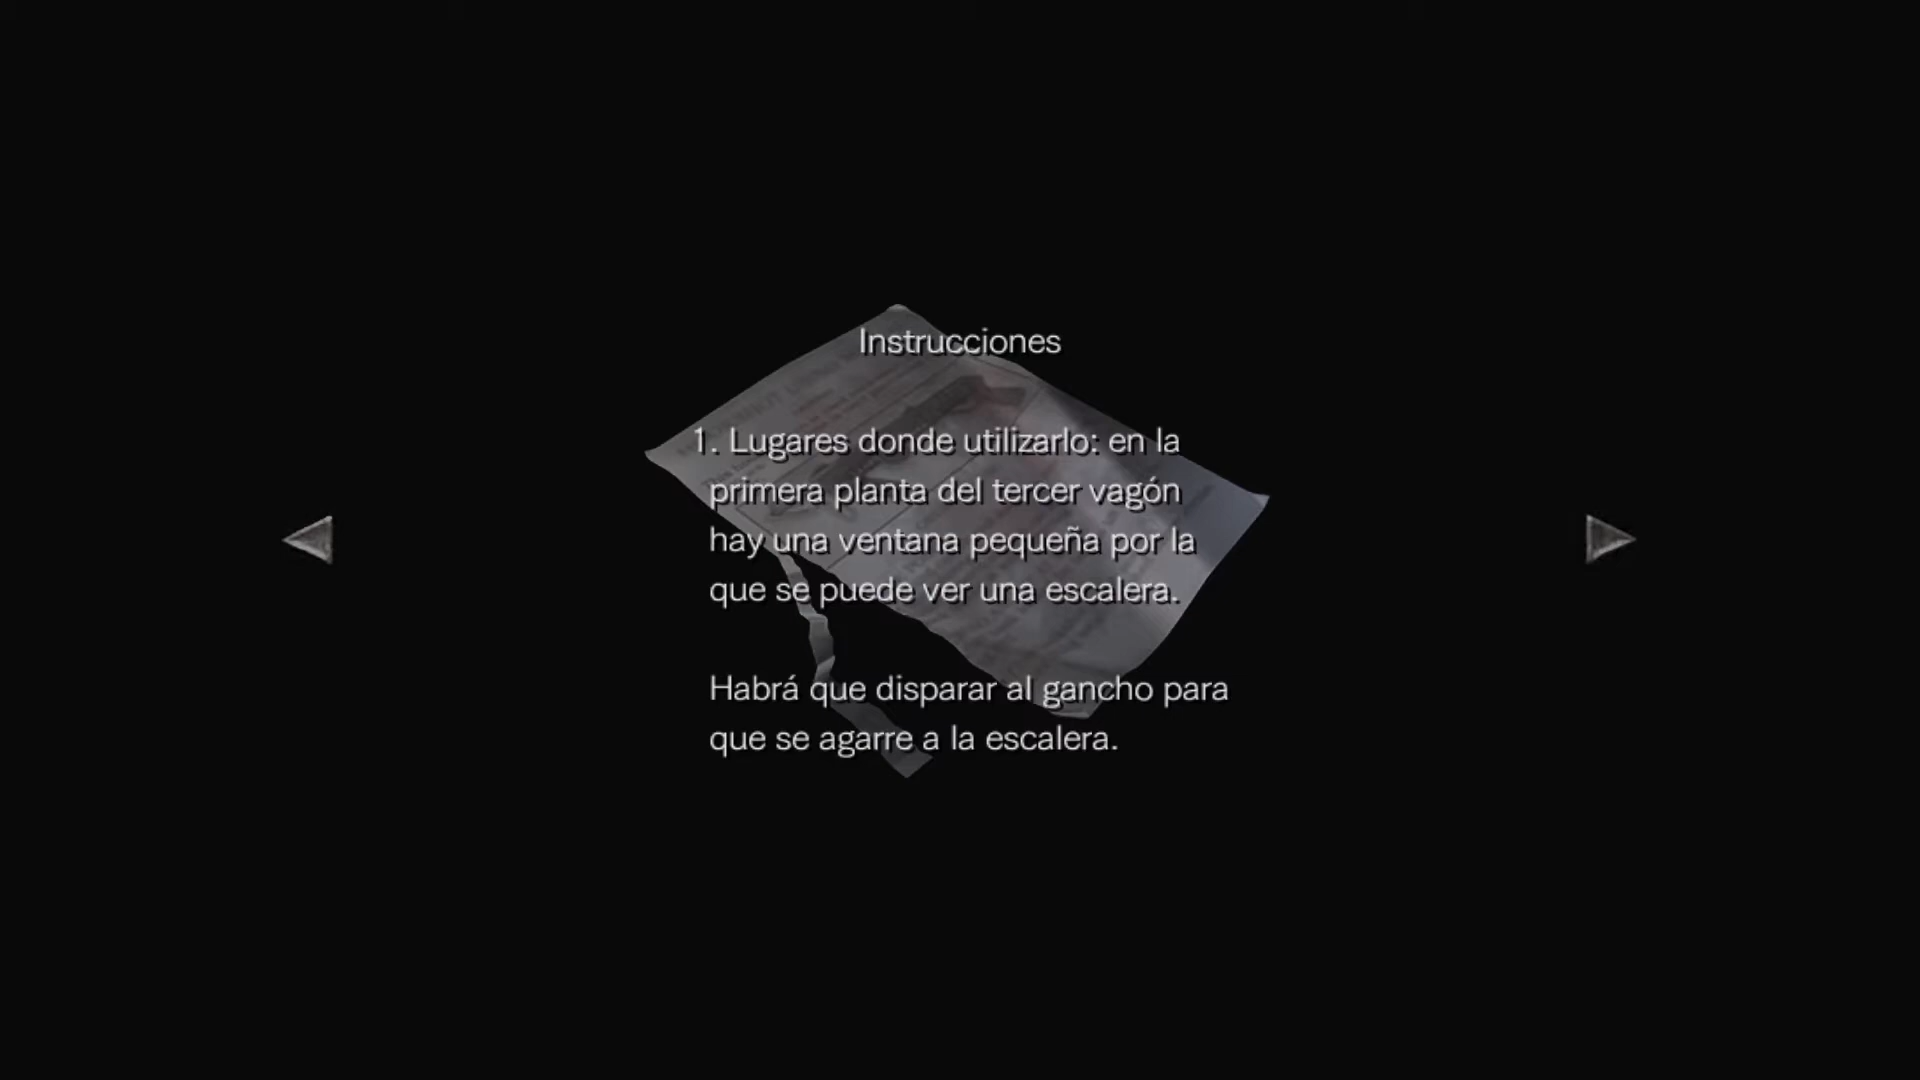 Instrucciones
1. Lugares donde utilizarlo: en la
primera planta del tercer vagón
hay una ventana pequeña por la
que se puede ver una escalera.
Habrá que disparar al gancho para
que se agarre a la escalera.